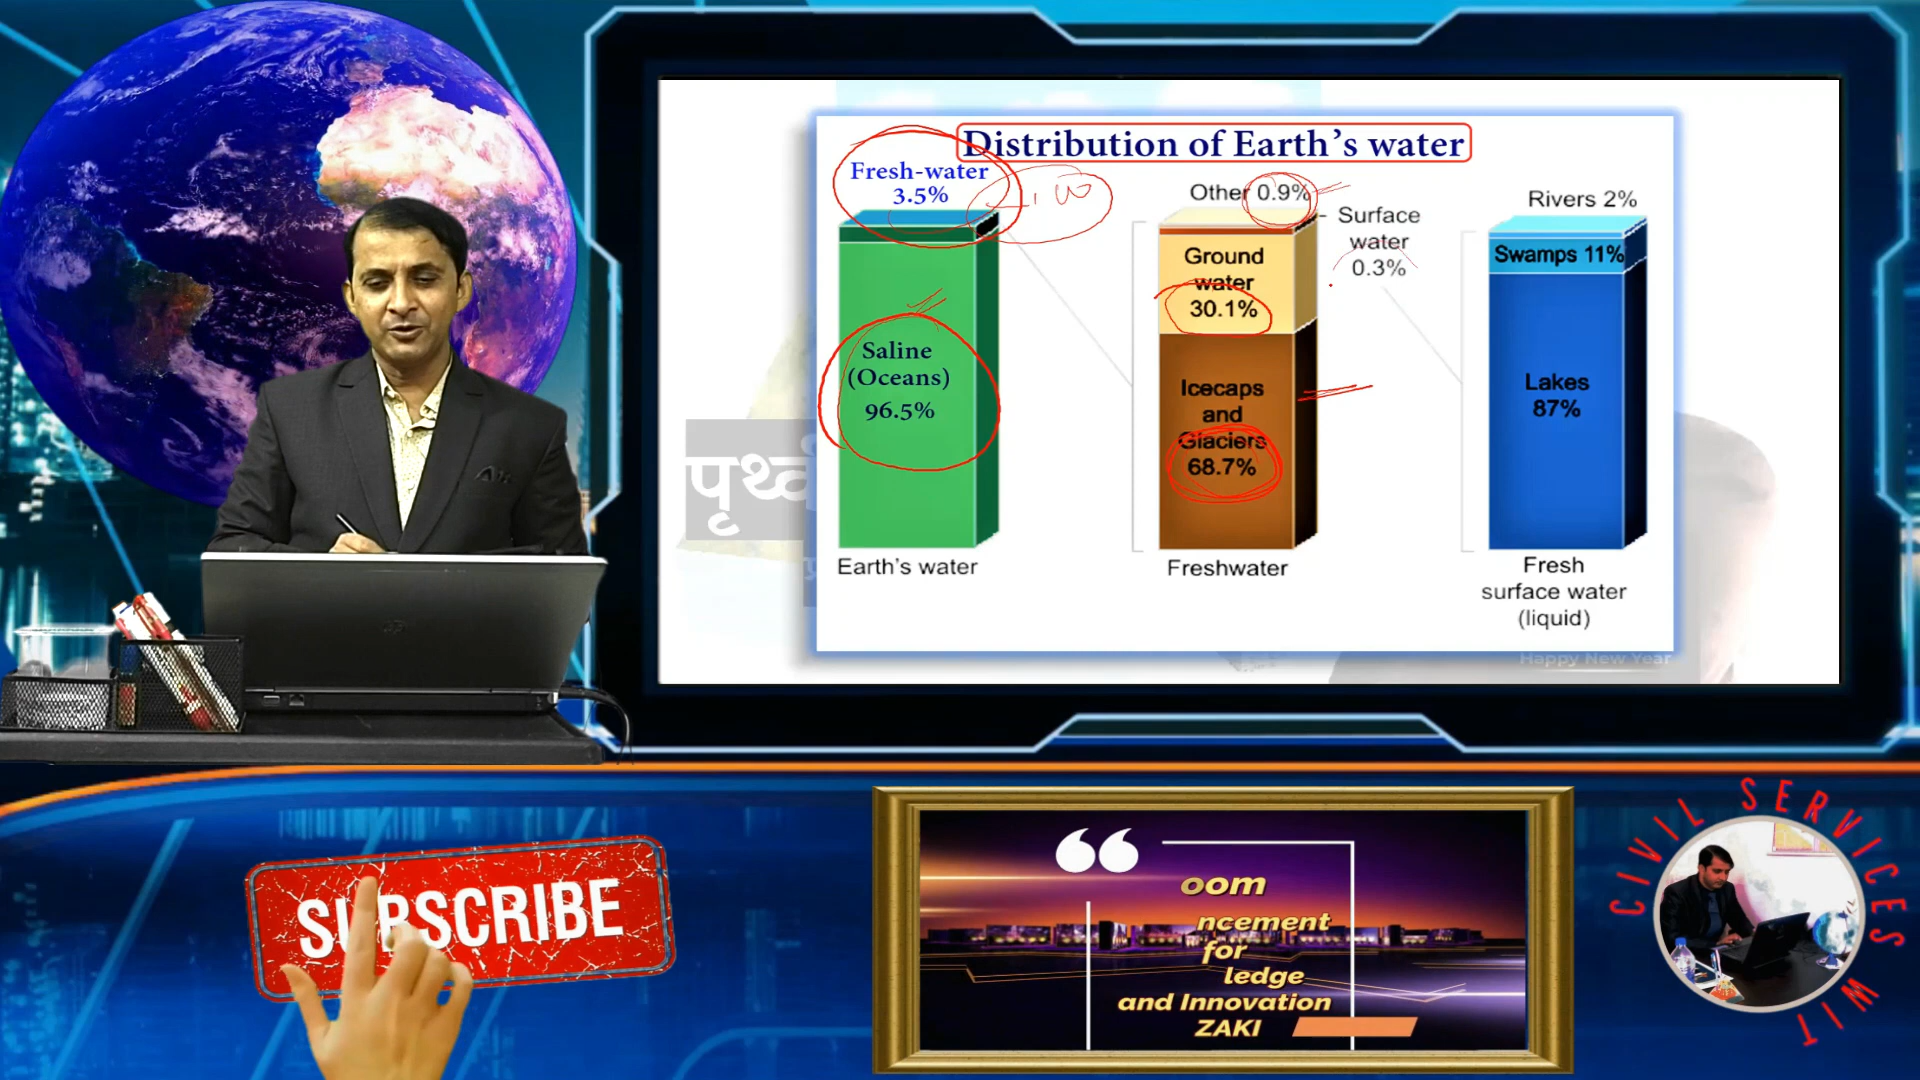 Distribution of Earth's water
Fresh-water
3.5%
Saline
(Oceans)
96.5%
Earth's water
Other 0.9%
Surface
water
0.3%
Ground
water
30.1%
Icecaps
and
Glaciers
68.7%
Freshwater
Rivers 2%
Swamps 11%
Lakes
87%
Fresh
surface water
(liquid)
Happy New Year
SUBSCRIBE
oom
ncement
for
ledge
and Innovation
ZAKI
CIVIL SERVICES WIT